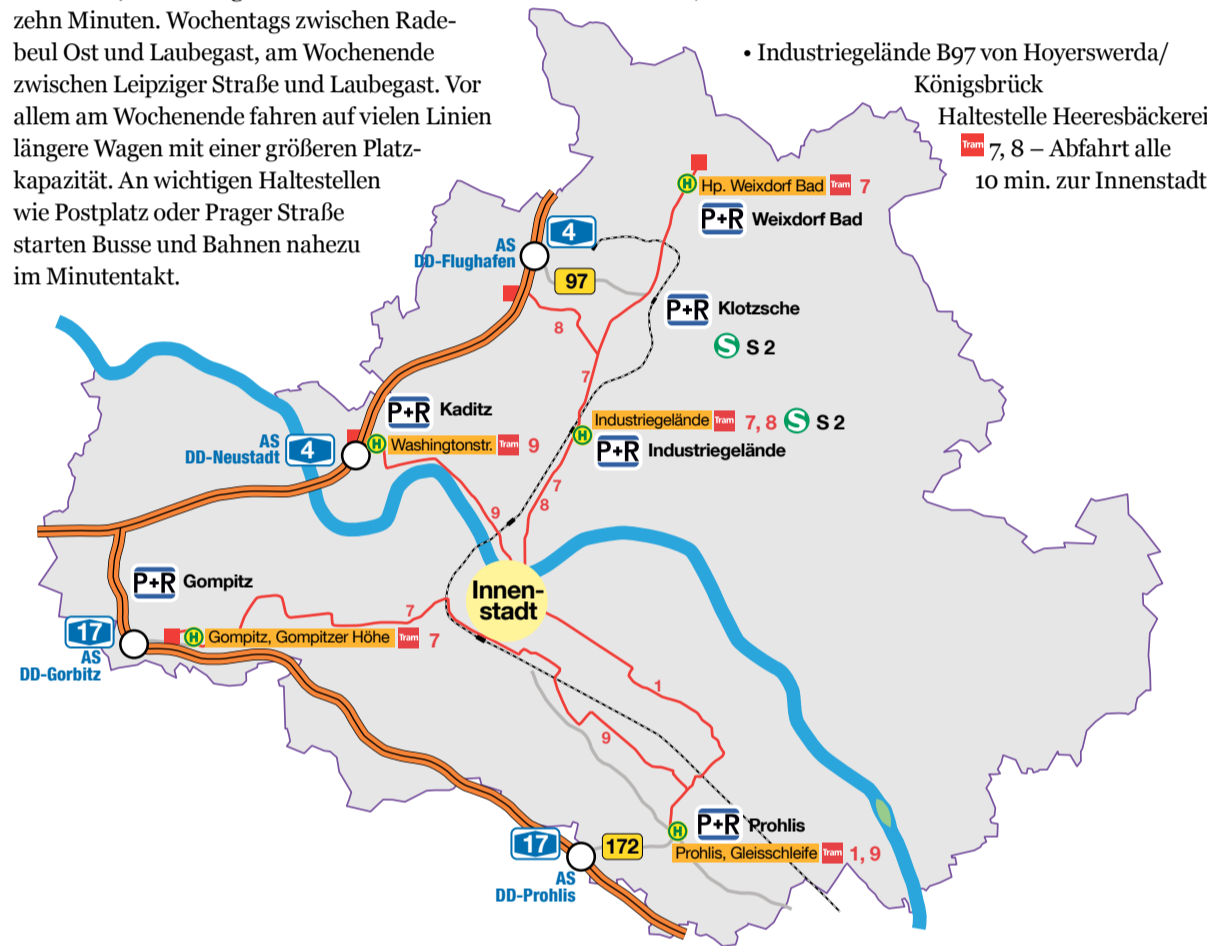 zehn Minuten. Wochentags zwischen Rade-
beul Ost und Laubegast, am Wochenende
zwischen Leipziger Straße und Laubegast. Vor
allem am Wochenende fahren auf vielen Linien
längere Wagen mit einer größeren Platz-
kapazität. An wichtigen Haltestellen
wie Postplatz oder Prager Straße
starten Busse und Bahnen nahezu
im Minutentakt.
• Industriegelände B97 von Hoyerswerda/
Königsbrück
Haltestelle Heeresbäckerei
Tram 7, 8 – Abfahrt alle
10 min. zur Innenstadt
H Hp. Weixdorf Bad Tram 7
P+R Weixdorf Bad
4
AS
DD-Flughafen
97
P+R Klotzsche
S S 2
8
7
P+R Kaditz
H Washingtonstr. Tram 9
AS
DD-Neustadt
4
Industriegelände Tram 7, 8 S S 2
H
P+R Industriegelände
7
8
9
Innen-
stadt
P+R Gompitz
7
17
AS
DD-Gorbitz
H Gompitz, Gompitzer Höhe Tram 7
1
9
P+R Prohlis
H
Prohlis, Gleisschleife Tram 1, 9
17
172
AS
DD-Prohlis